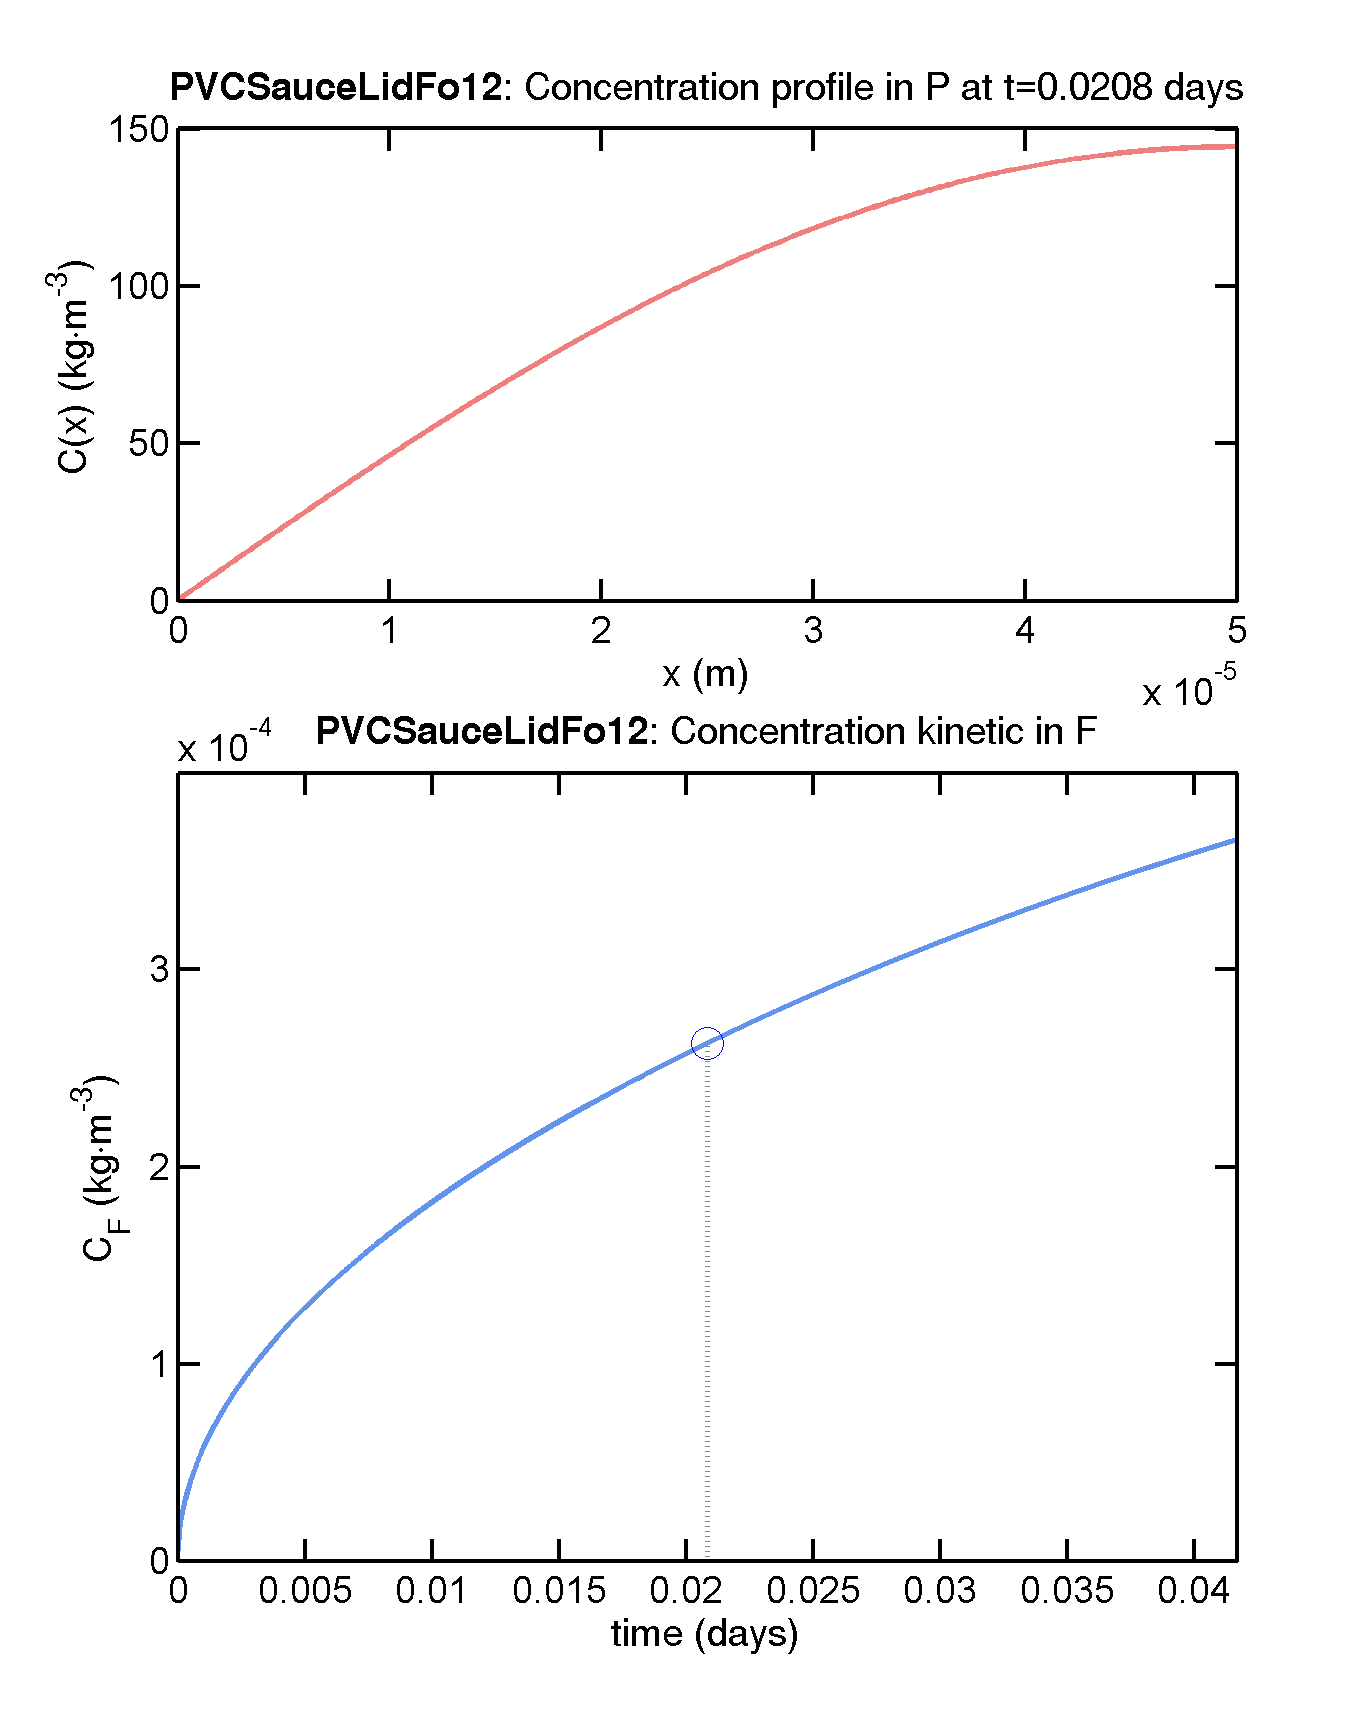 PVCSauceLidFo12: Concentration profile in P at t=0.0208 days
150
100
50
0
C(x) (kg·m-3)
0 1 2 3 4 5
x (m)
x 10-5
x 10-4
PVCSauceLidFo12: Concentration kinetic in F
3
2
1
0
CF (kg·m-3)
0 0.005 0.01 0.015 0.02 0.025 0.03 0.035 0.04
time (days)